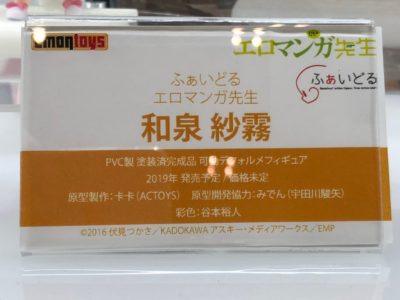 emontoys
エロマンガ先生
ふぁいどる
ふぁいどる
エロマンガ先生
和泉 紗霧
PVC製 塗装済完成品 可動デフォルメフィギュア
2019年 発売予定 / 価格未定
原型製作:卡卡(ACTOYS) 原型開発協力:みでん(宇田川駿矢)
彩色:谷本裕人
©2016 伏見つかさ/KADOKAWA アスキー・メディアワークス/EMP